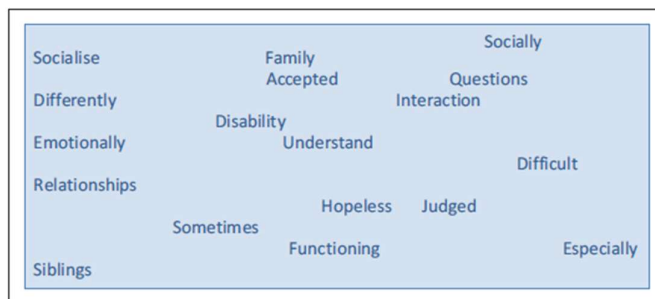 Socially
Socialise Family
Accepted Questions
Differently Interaction
Disability
Emotionally Understand
Difficult
Relationships
Hopeless Judged
Sometimes
Functioning Especially
Siblings